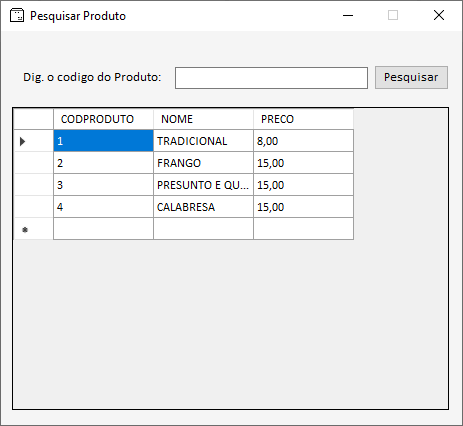 Pesquisar Produto
Dig. o codigo do Produto: Pesquisar
CODPRODUTO NOME PRECO
1 TRADICIONAL 8,00
2 FRANGO 15,00
3 PRESUNTO E QU... 15,00
4 CALABRESA 15,00